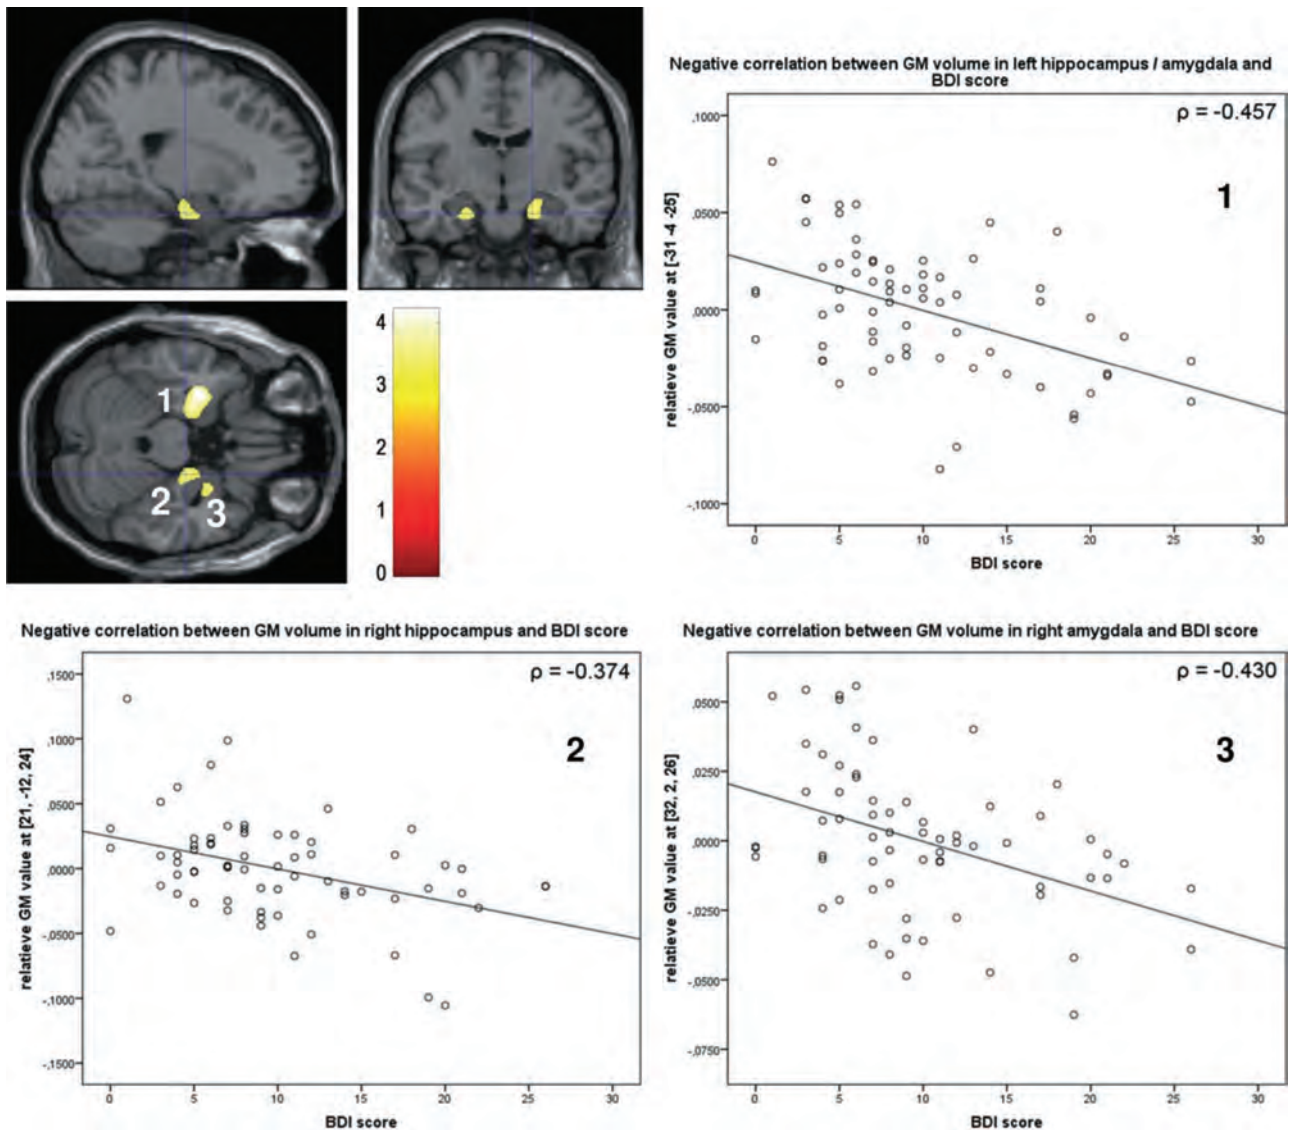 1
2
3
4
3
2
1
0
Negative correlation between GM volume in left hippocampus / amygdala and
BDI score
ρ = -0.457
1
relatieve GM value at [-31 -4 -25]
,1000
,0500
,0000
-,0500
-,1000
0 5 10 15 20 25 30
BDI score
Negative correlation between GM volume in right hippocampus and BDI score
ρ = -0.374
2
relatieve GM value at [21, -12, 24]
,1500
,1000
,0500
,0000
-,0500
-,1000
-,1500
0 5 10 15 20 25 30
BDI score
Negative correlation between GM volume in right amygdala and BDI score
ρ = -0.430
3
relatieve GM value at [32, 2, 26]
,0500
,0250
,0000
-,0250
-,0500
-,0750
0 5 10 15 20 25 30
BDI score